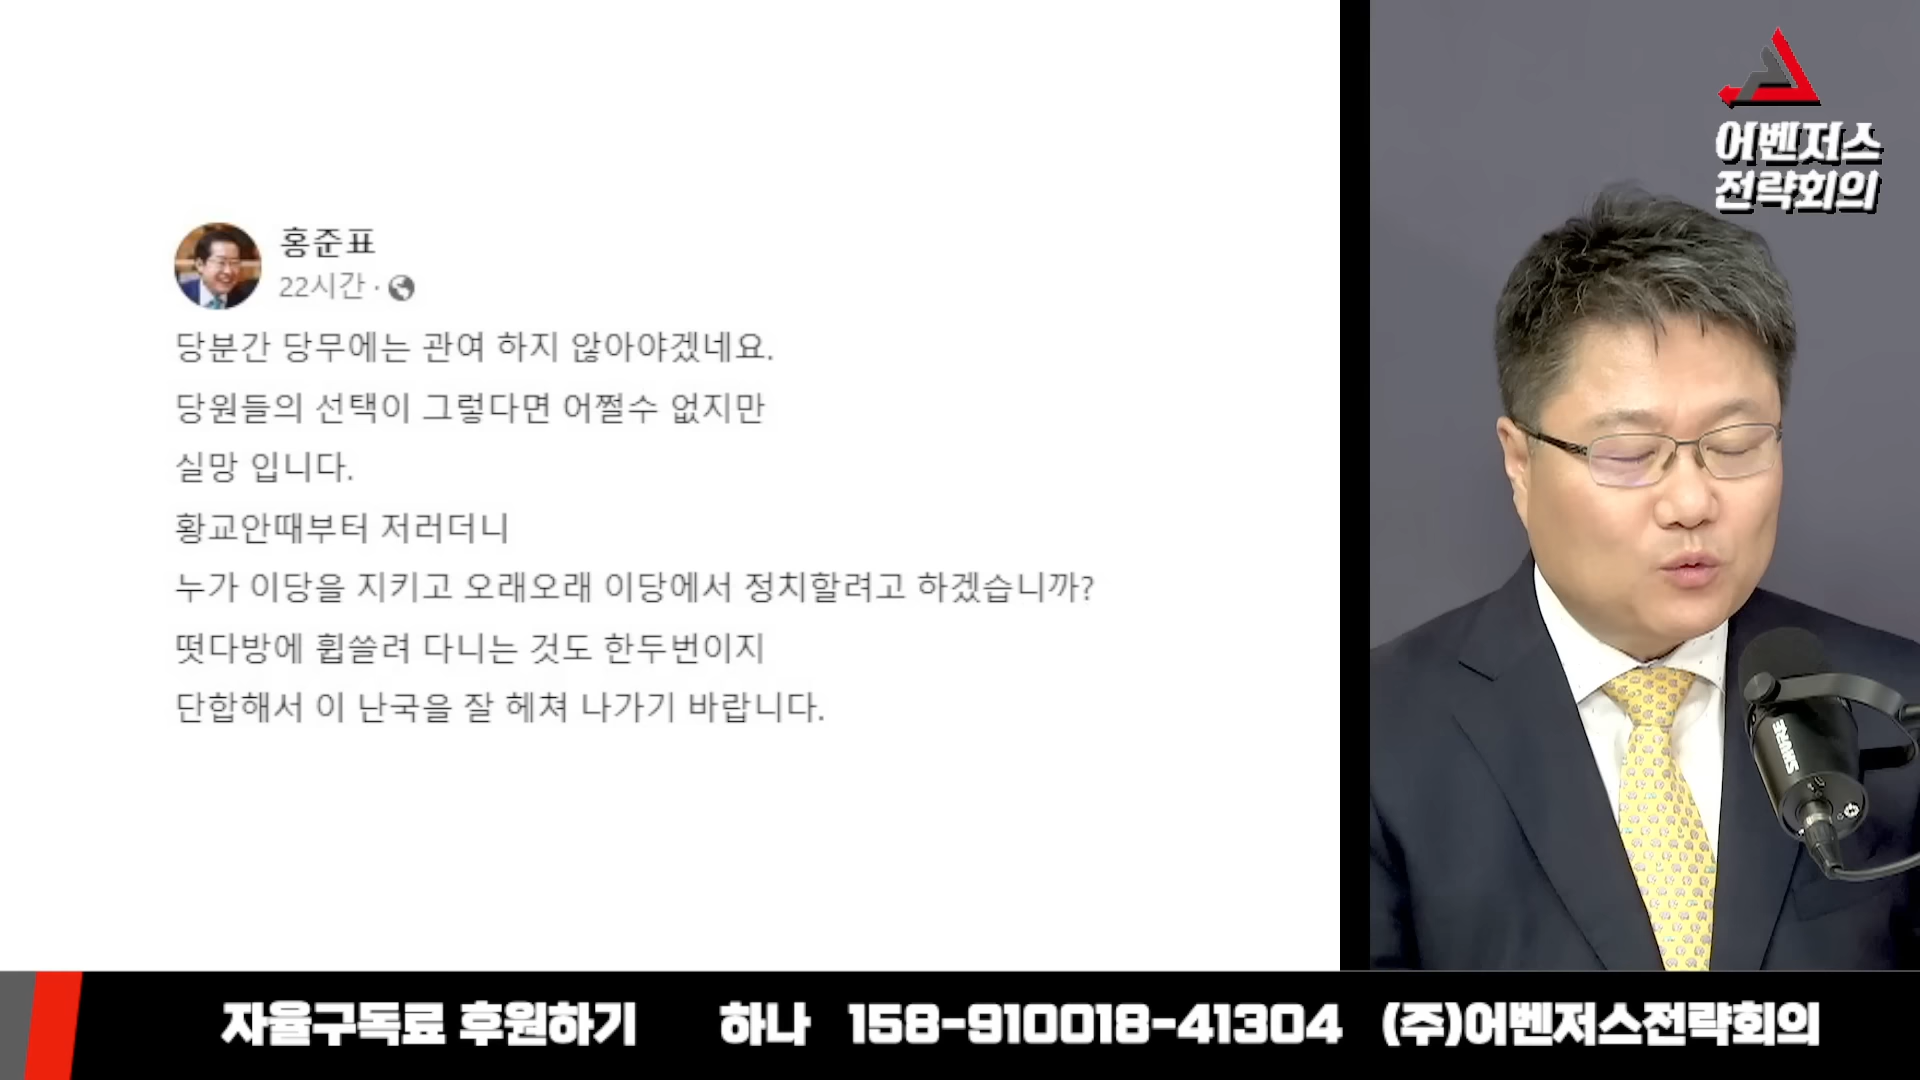 홍준표
22시간 ·
당분간 당무에는 관여 하지 않아야겠네요.
당원들의 선택이 그렇다면 어쩔수 없지만
실망 입니다.
황교안때부터 저러더니
누가 이당을 지키고 오래오래 이당에서 정치할려고 하겠습니까?
떳다방에 휩쓸려 다니는 것도 한두번이지
단합해서 이 난국을 잘 헤쳐 나가기 바랍니다.
어벤저스
전략회의
SHURE
자율구독료 후원하기 하나 158-910018-41304 (주)어벤저스전략회의